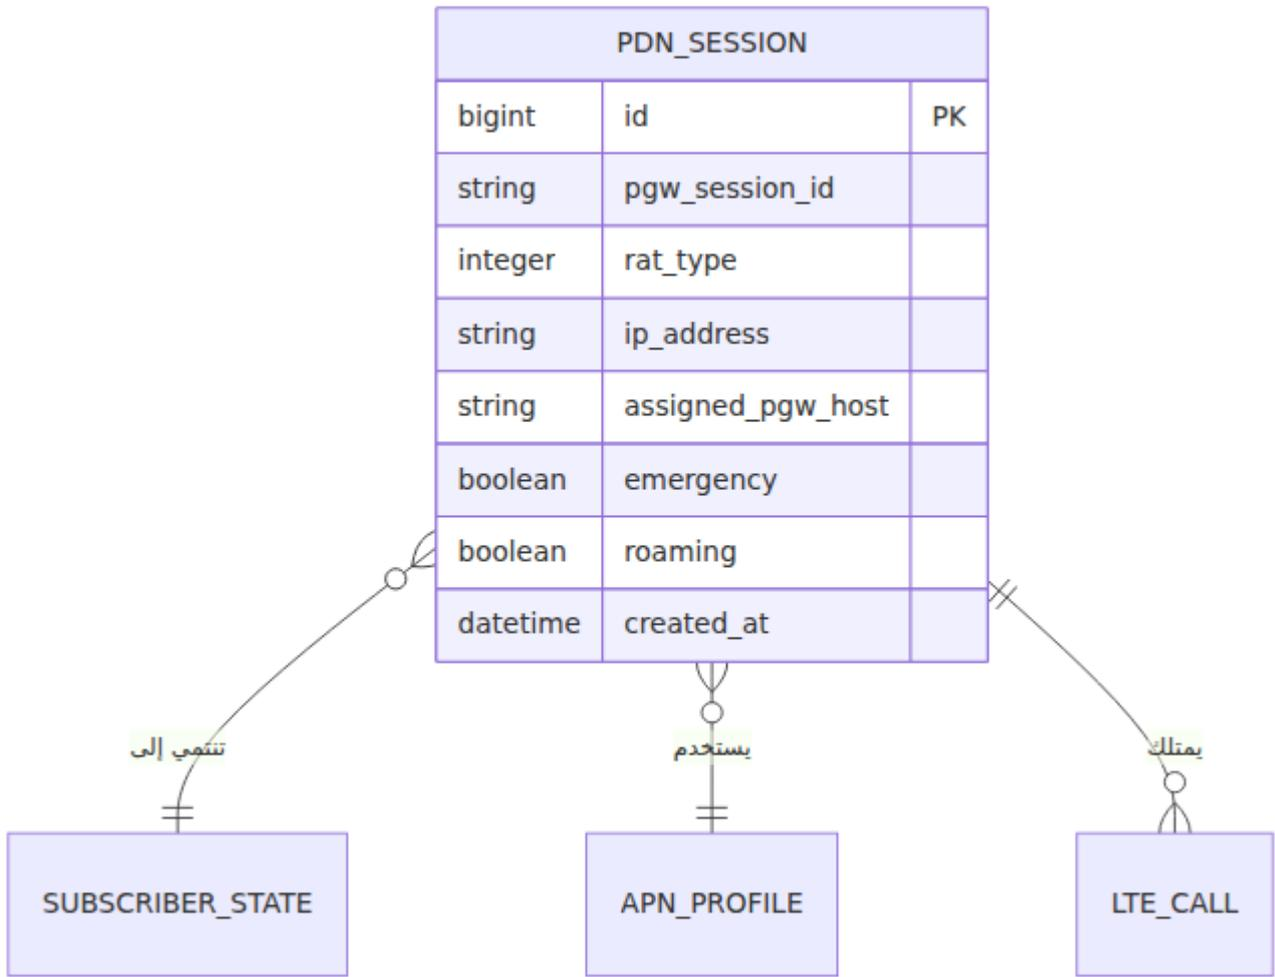 PDN_SESSION
bigint id PK
string pgw_session_id
integer rat_type
string ip_address
string assigned_pgw_host
boolean emergency
boolean roaming
datetime created_at
تنتمي إلى
يستخدم
يمتلك
SUBSCRIBER_STATE
APN_PROFILE
LTE_CALL